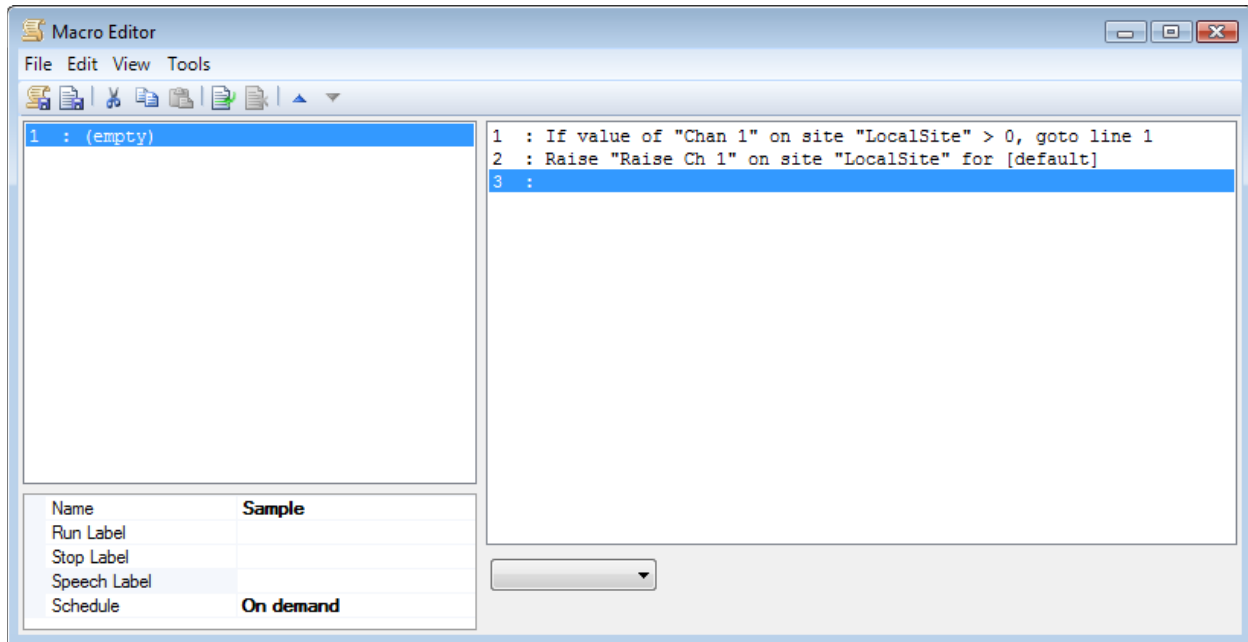 Macro Editor
File Edit View Tools
1 : (empty)
1 : If value of "Chan 1" on site "LocalSite" > 0, goto line 1
2 : Raise "Raise Ch 1" on site "LocalSite" for [default]
3 :
Name Sample
Run Label
Stop Label
Speech Label
Schedule On demand